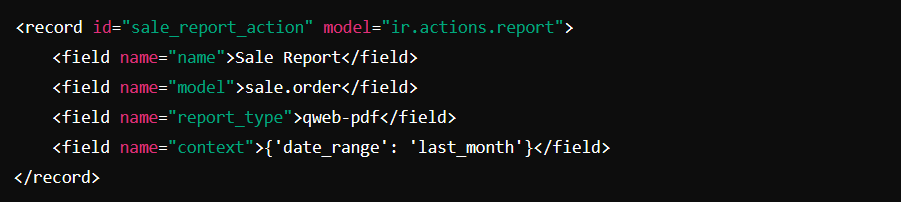 <record id="sale_report_action" model="ir.actions.report">
    <field name="name">Sale Report</field>
    <field name="model">sale.order</field>
    <field name="report_type">qweb-pdf</field>
    <field name="context">{'date_range': 'last_month'}</field>
</record>